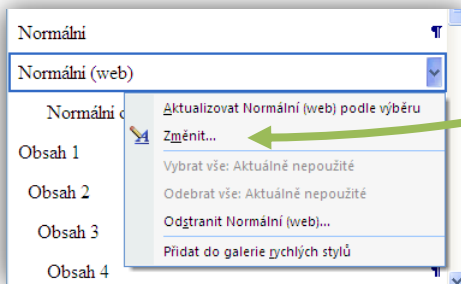 Normální ¶
Normální (web)
Normální
Aktualizovat Normální (web) podle výběru
Změnit...
Obsah 1
Vybrat vše: Aktuálně nepoužité
Obsah 2
Odebrat vše: Aktuálně nepoužité
Odstranit Normální (web)...
Obsah 3
Přidat do galerie rychlých stylů
Obsah 4 ¶